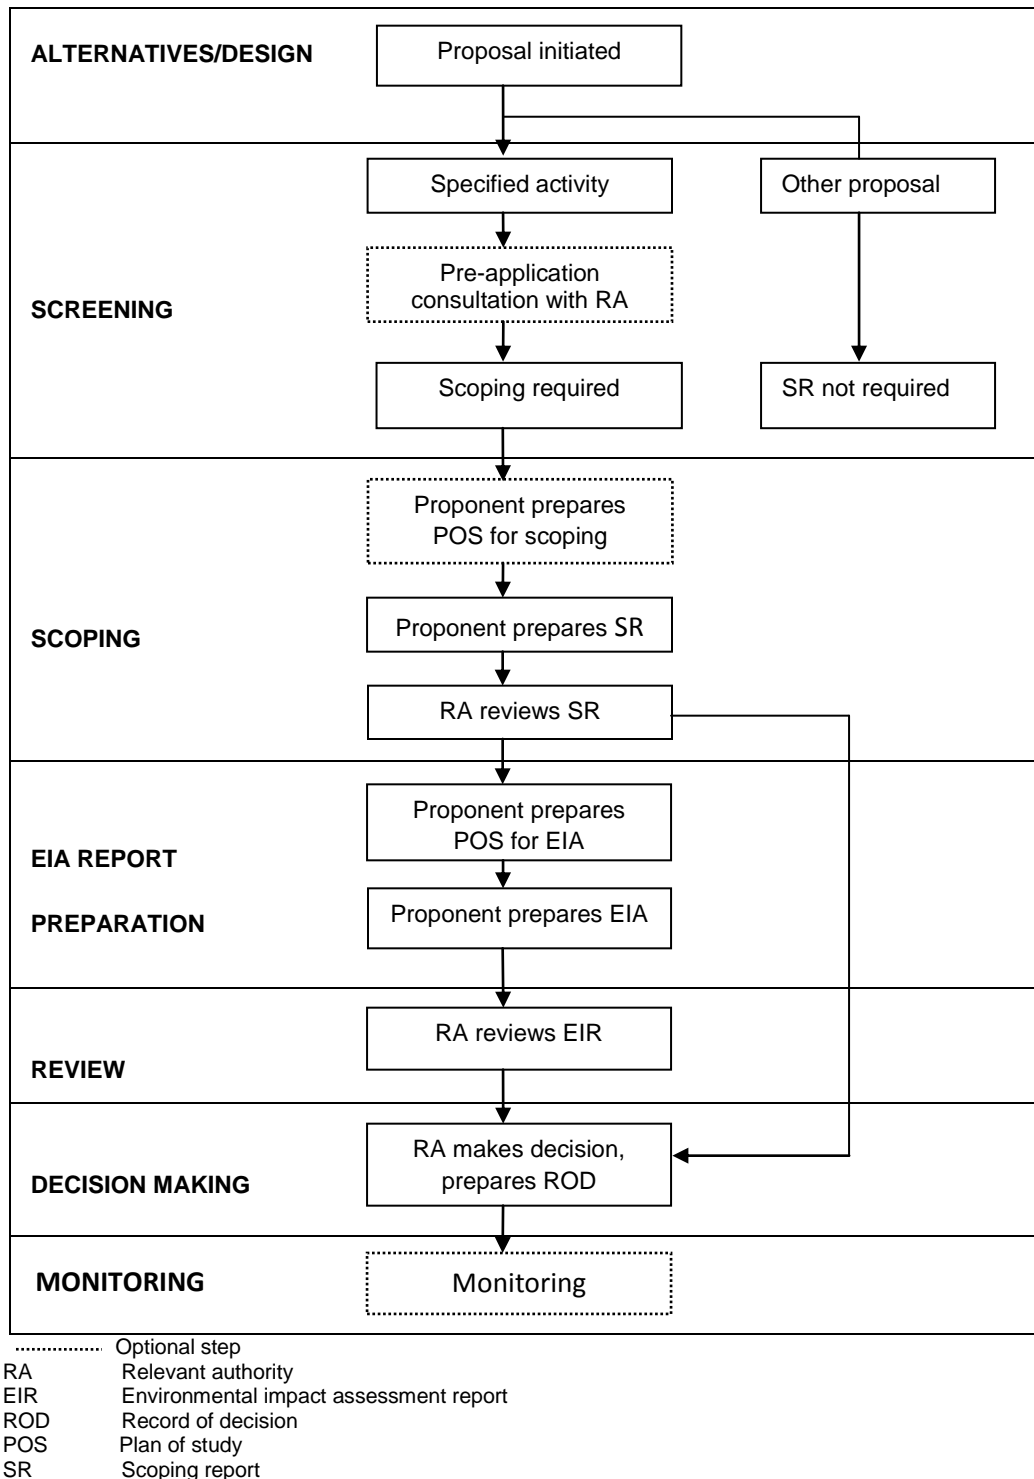 ALTERNATIVES/DESIGN
Proposal initiated
Specified activity
Other proposal
Pre-application
consultation with RA
SCREENING
Scoping required
SR not required
Proponent prepares
POS for scoping
SCOPING
Proponent prepares SR
RA reviews SR
Proponent prepares
POS for EIA
EIA REPORT
PREPARATION
Proponent prepares EIA
RA reviews EIR
REVIEW
RA makes decision,
prepares ROD
DECISION MAKING
MONITORING
Monitoring
Optional step
RA Relevant authority
EIR Environmental impact assessment report
ROD Record of decision
POS Plan of study
SR Scoping report